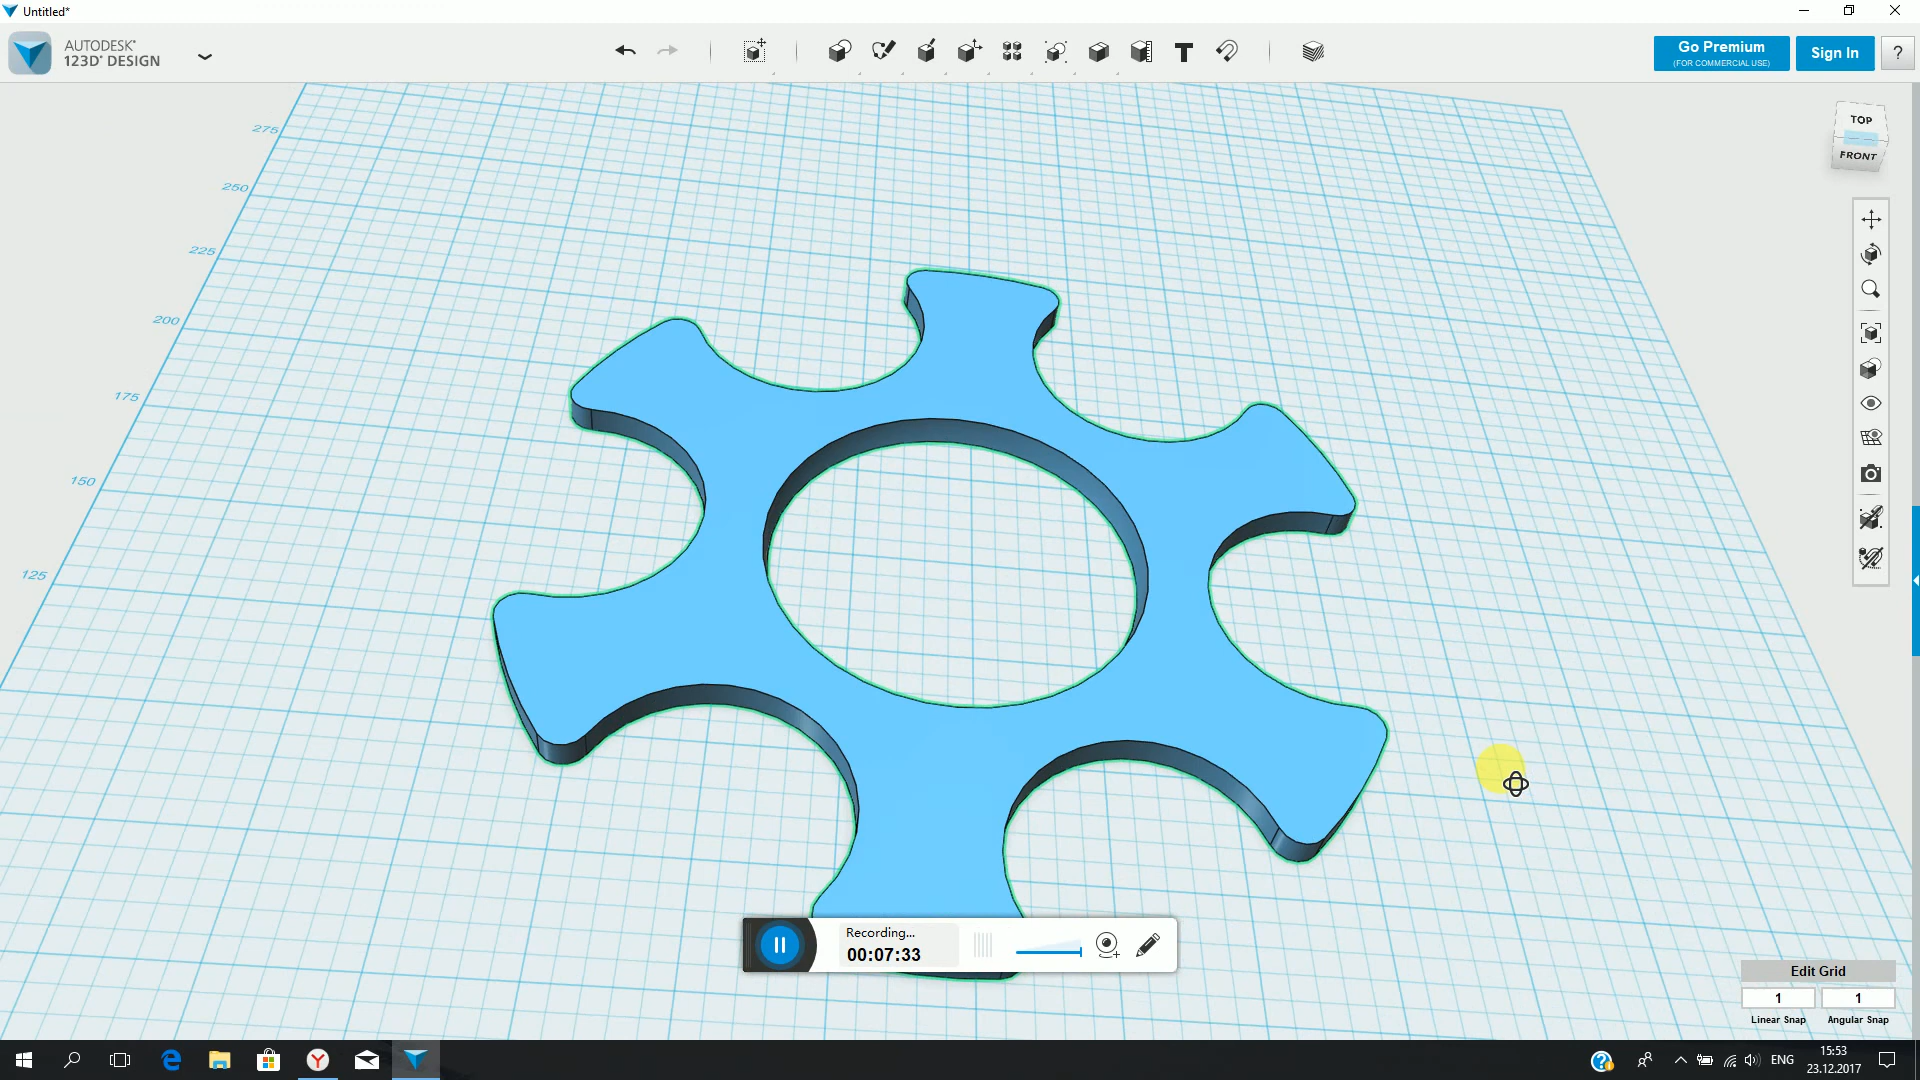 Untitled*
AUTODESK®
123D® DESIGN
Go Premium
(FOR COMMERCIAL USE)
Sign In
?
TOP
FRONT
275
250
225
200
175
150
125
Recording...
00:07:33
Edit Grid
1 1
Linear Snap Angular Snap
ENG
15:53
23.12.2017